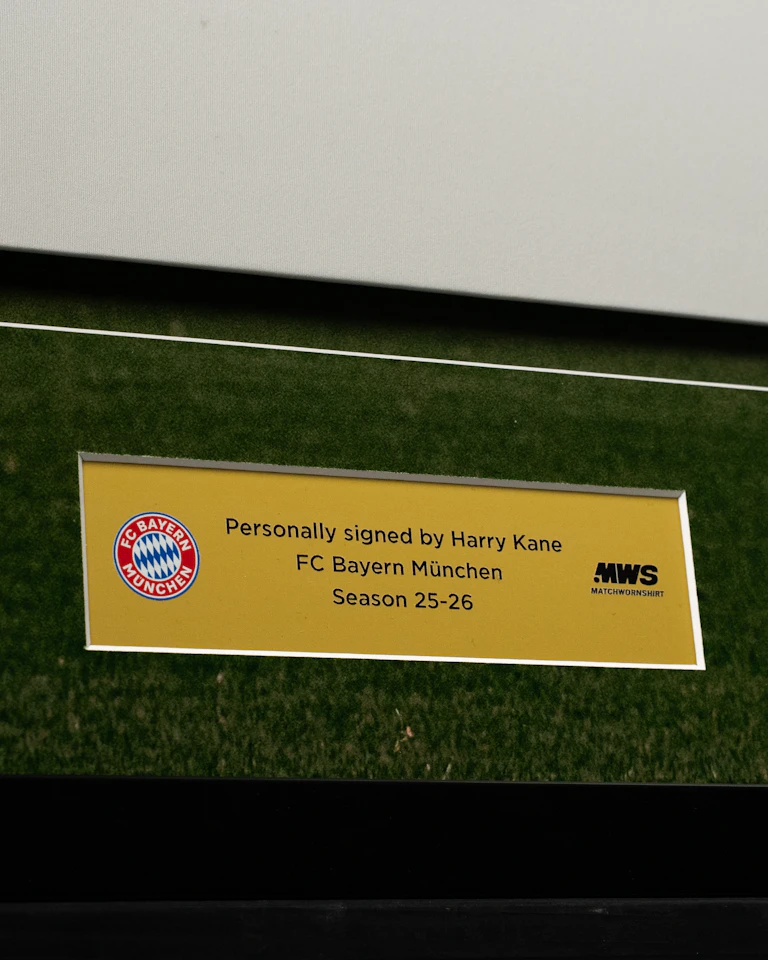 FC BAYERN
MÜNCHEN
Personally signed by Harry Kane
FC Bayern München
Season 25-26
.MWS
MATCHWORNSHIRT